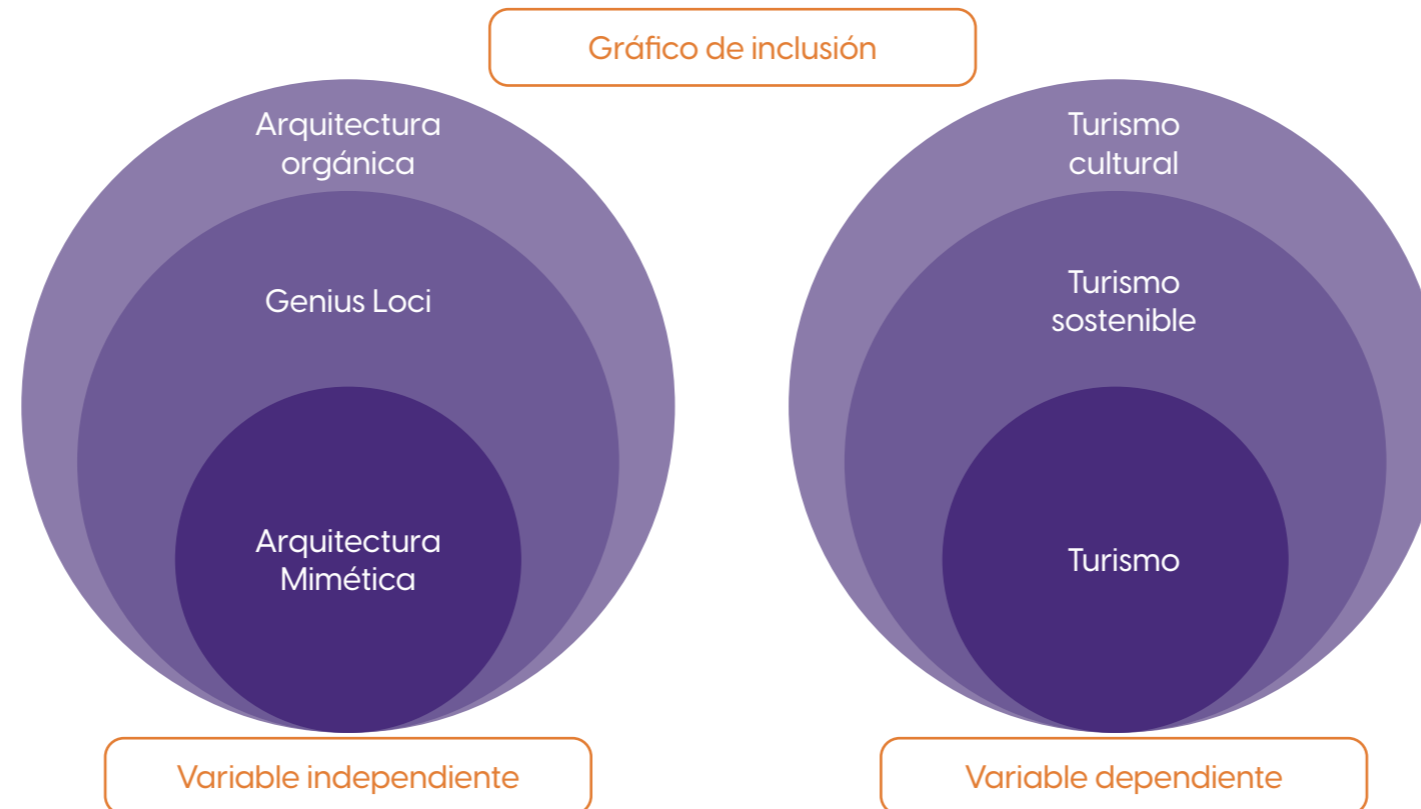 Gráfico de inclusión
Arquitectura
orgánica
Genius Loci
Arquitectura
Mimética
Variable independiente
Turismo
cultural
Turismo
sostenible
Turismo
Variable dependiente